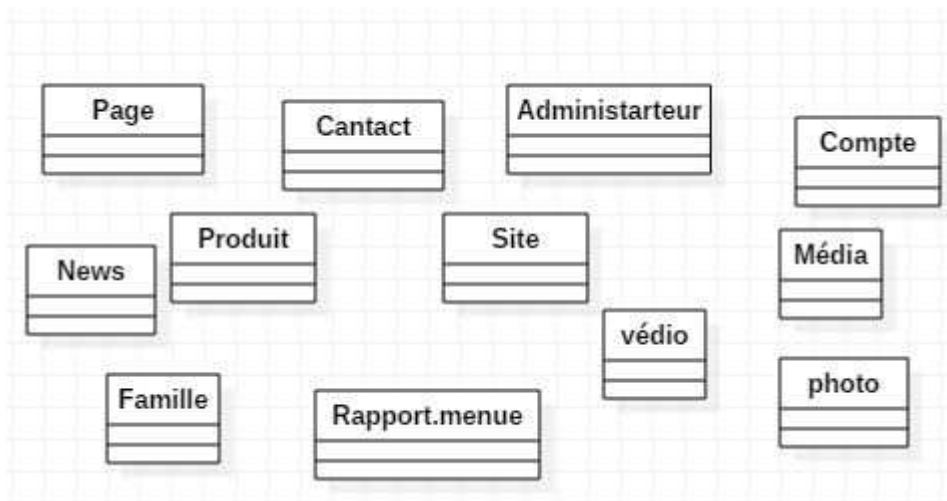 Page
Cantact
Administarteur
Compte
News
Produit
Site
Média
védio
Famille
Rapport.menue
photo